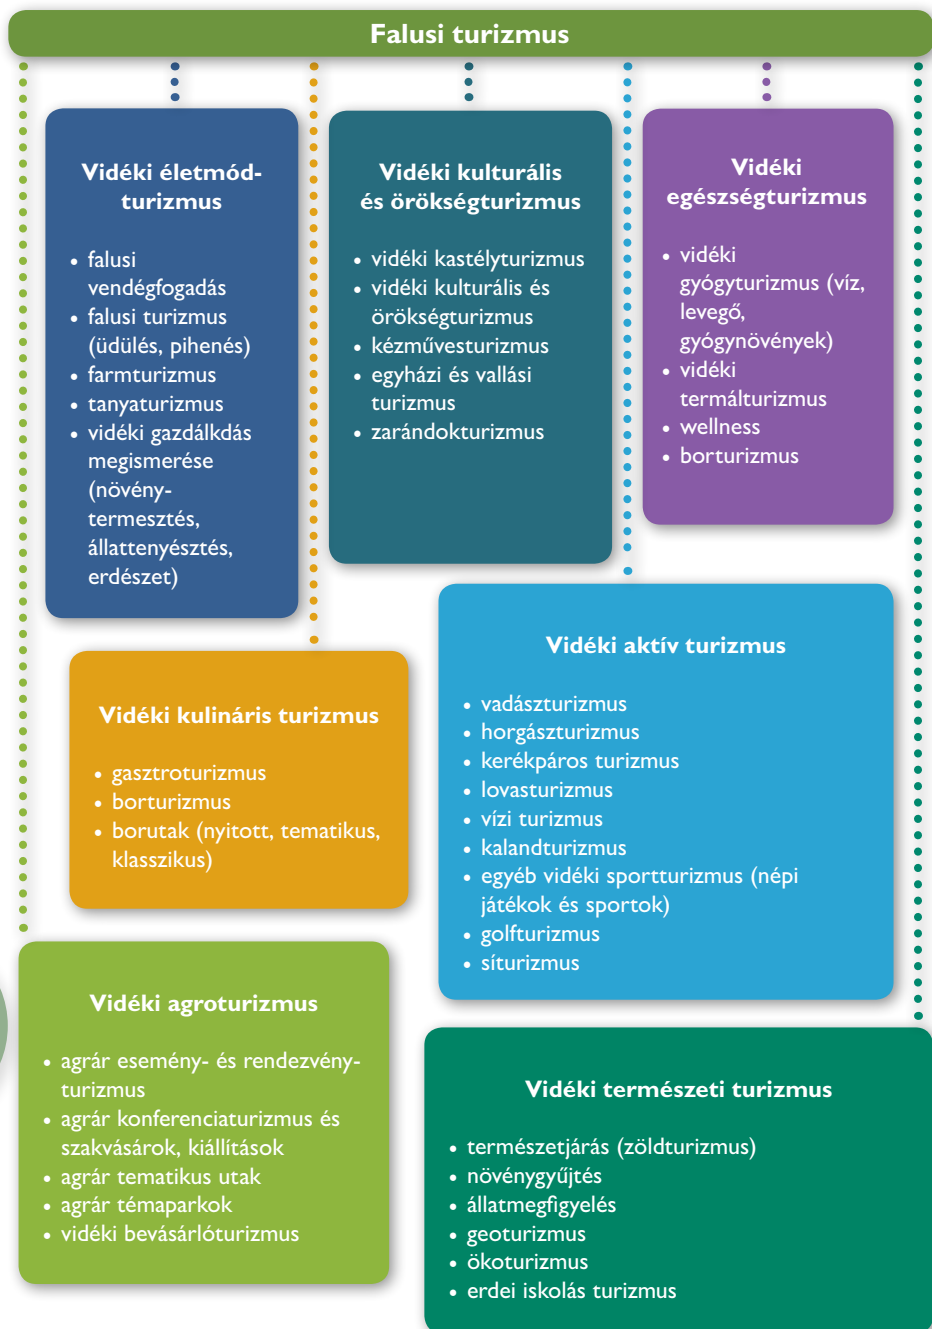 Falusi turizmus
Vidéki életmód-
turizmus
• falusi
vendégfogadás
• falusi turizmus
(üdülés, pihenés)
• farmturizmus
• tanyaturizmus
• vidéki gazdálkdás
megismerése
(növény-
termesztés,
állattenyésztés,
erdészet)
Vidéki kulturális
és örökségturizmus
• vidéki kastélyturizmus
• vidéki kulturális és
örökségturizmus
• kézművesturizmus
• egyházi és vallási
turizmus
• zarándokturizmus
Vidéki
egészségturizmus
• vidéki
gyógyturizmus (víz,
levegő,
gyógynövények)
• vidéki
termálturizmus
• wellness
• borturizmus
Vidéki kulináris turizmus
• gasztroturizmus
• borturizmus
• borutak (nyitott, tematikus,
klasszikus)
Vidéki aktív turizmus
• vadászturizmus
• horgászturizmus
• kerékpáros turizmus
• lovasturizmus
• vízi turizmus
• kalandturizmus
• egyéb vidéki sportturizmus (népi
játékok és sportok)
• golfturizmus
• síturizmus
Vidéki agroturizmus
• agrár esemény- és rendezvény-
turizmus
• agrár konferenciaturizmus és
szakvásárok, kiállítások
• agrár tematikus utak
• agrár témaparkok
• vidéki bevásárlóturizmus
Vidéki természeti turizmus
• természetjárás (zöldturizmus)
• növénygyűjtés
• állatmegfigyelés
• geoturizmus
• ökoturizmus
• erdei iskolás turizmus